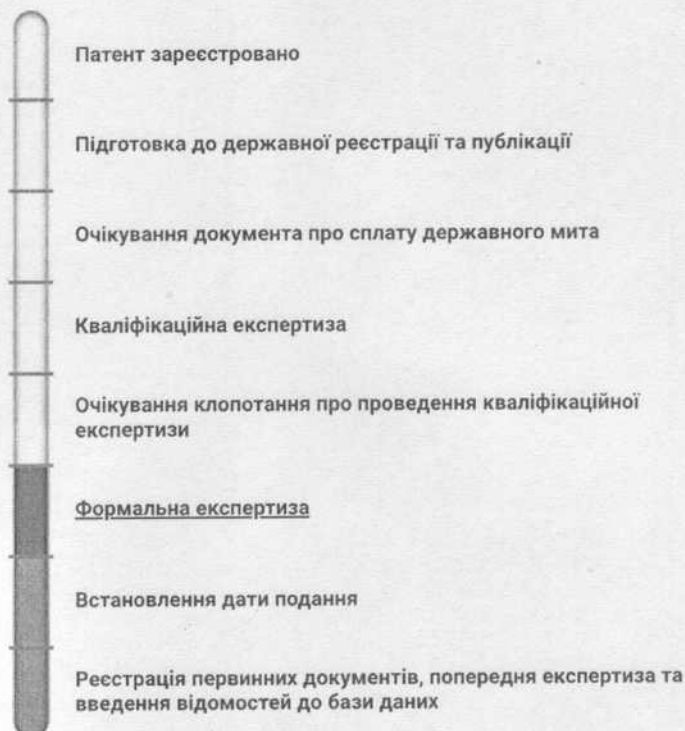 Патент зареєстровано
Підготовка до державної реєстрації та публікації
Очікування документа про сплату державного мита
Кваліфікаційна експертиза
Очікування клопотання про проведення кваліфікаційної
експертизи
Формальна експертиза
Встановлення дати подання
Реєстрація первинних документів, попередня експертиза та
введення відомостей до бази даних